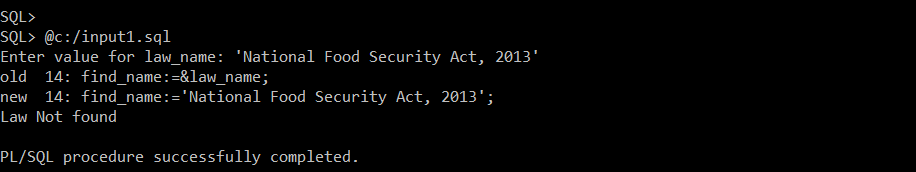 SQL>
SQL> @c:/input1.sql
Enter value for law_name: 'National Food Security Act, 2013'
old  14: find_name:=&law_name;
new  14: find_name:='National Food Security Act, 2013';
Law Not found
PL/SQL procedure successfully completed.